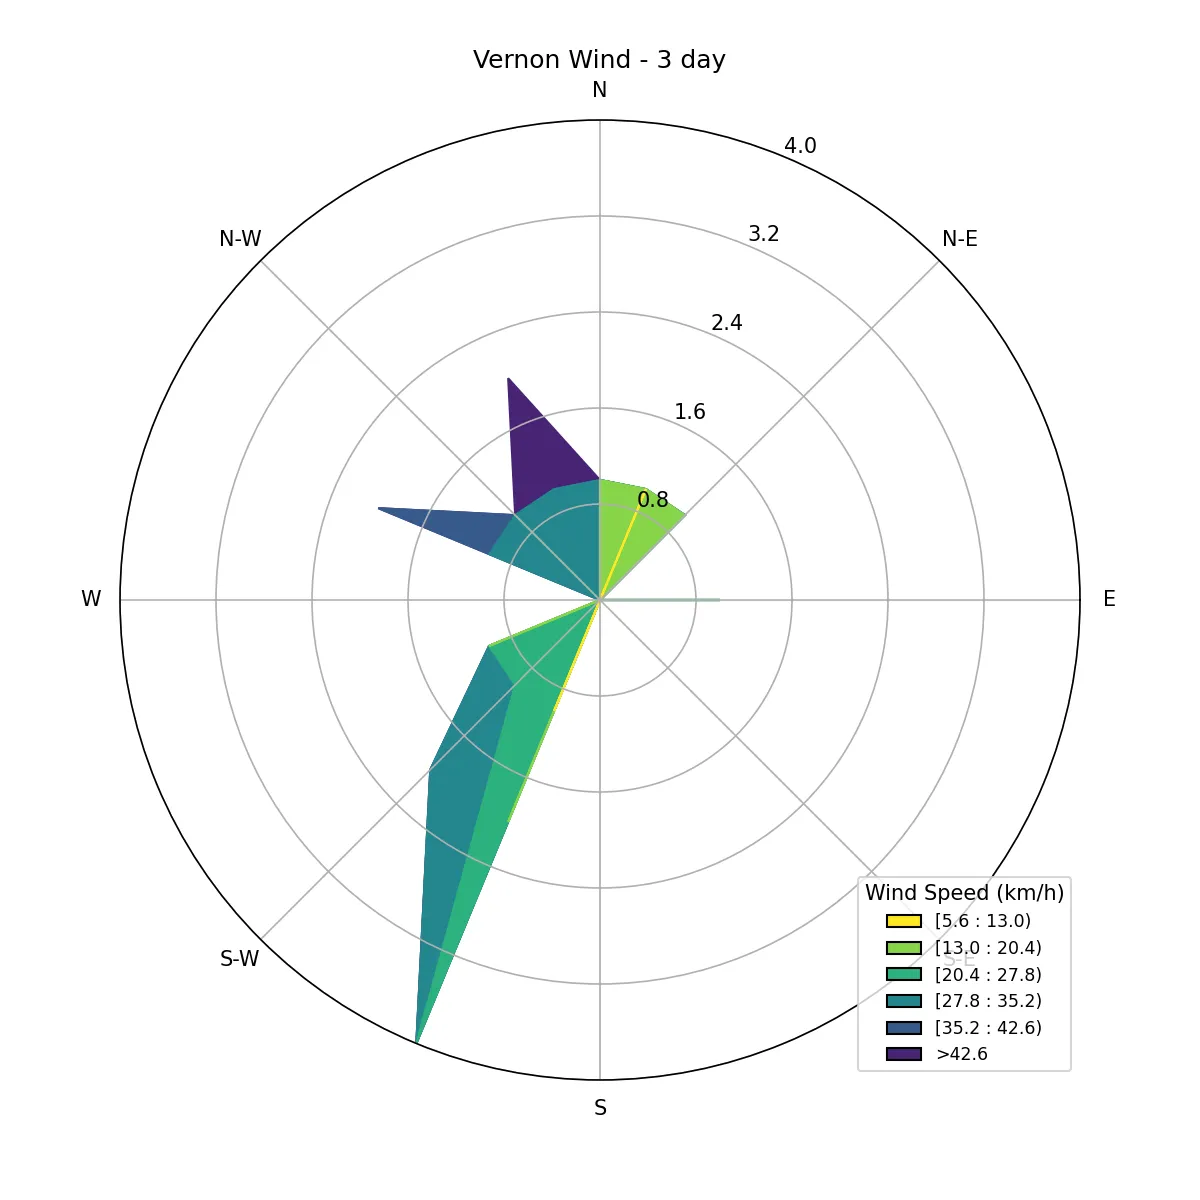 Vernon Wind - 3 day
N
4.0
N-W
3.2
N-E
2.4
1.6
0.8
W
E
S-W
S-E
S
Wind Speed (km/h)
[5.6 : 13.0)
[13.0 : 20.4)
[20.4 : 27.8)
[27.8 : 35.2)
[35.2 : 42.6)
>42.6